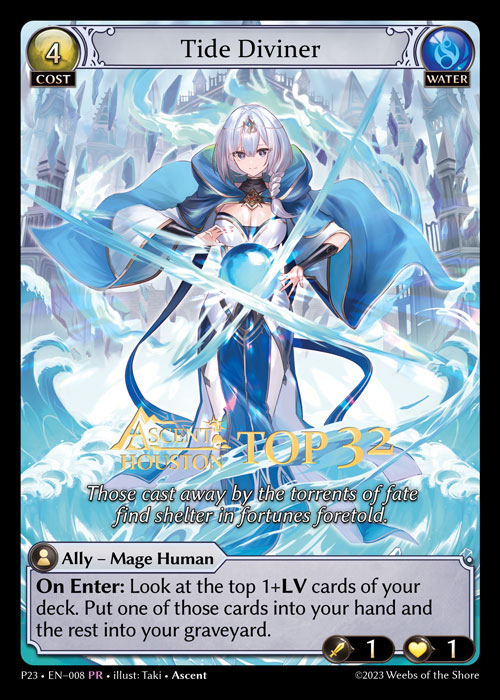 4
COST
Tide Diviner
WATER
ASCENT
HOUSTON
TOP 32
Those cast away by the torrents of fate
find shelter in fortunes foretold.
Ally – Mage Human
On Enter: Look at the top 1+LV cards of your
deck. Put one of those cards into your hand and
the rest into your graveyard.
1
1
P23 • EN–008 PR • illust: Taki • Ascent
©2023 Weebs of the Shore